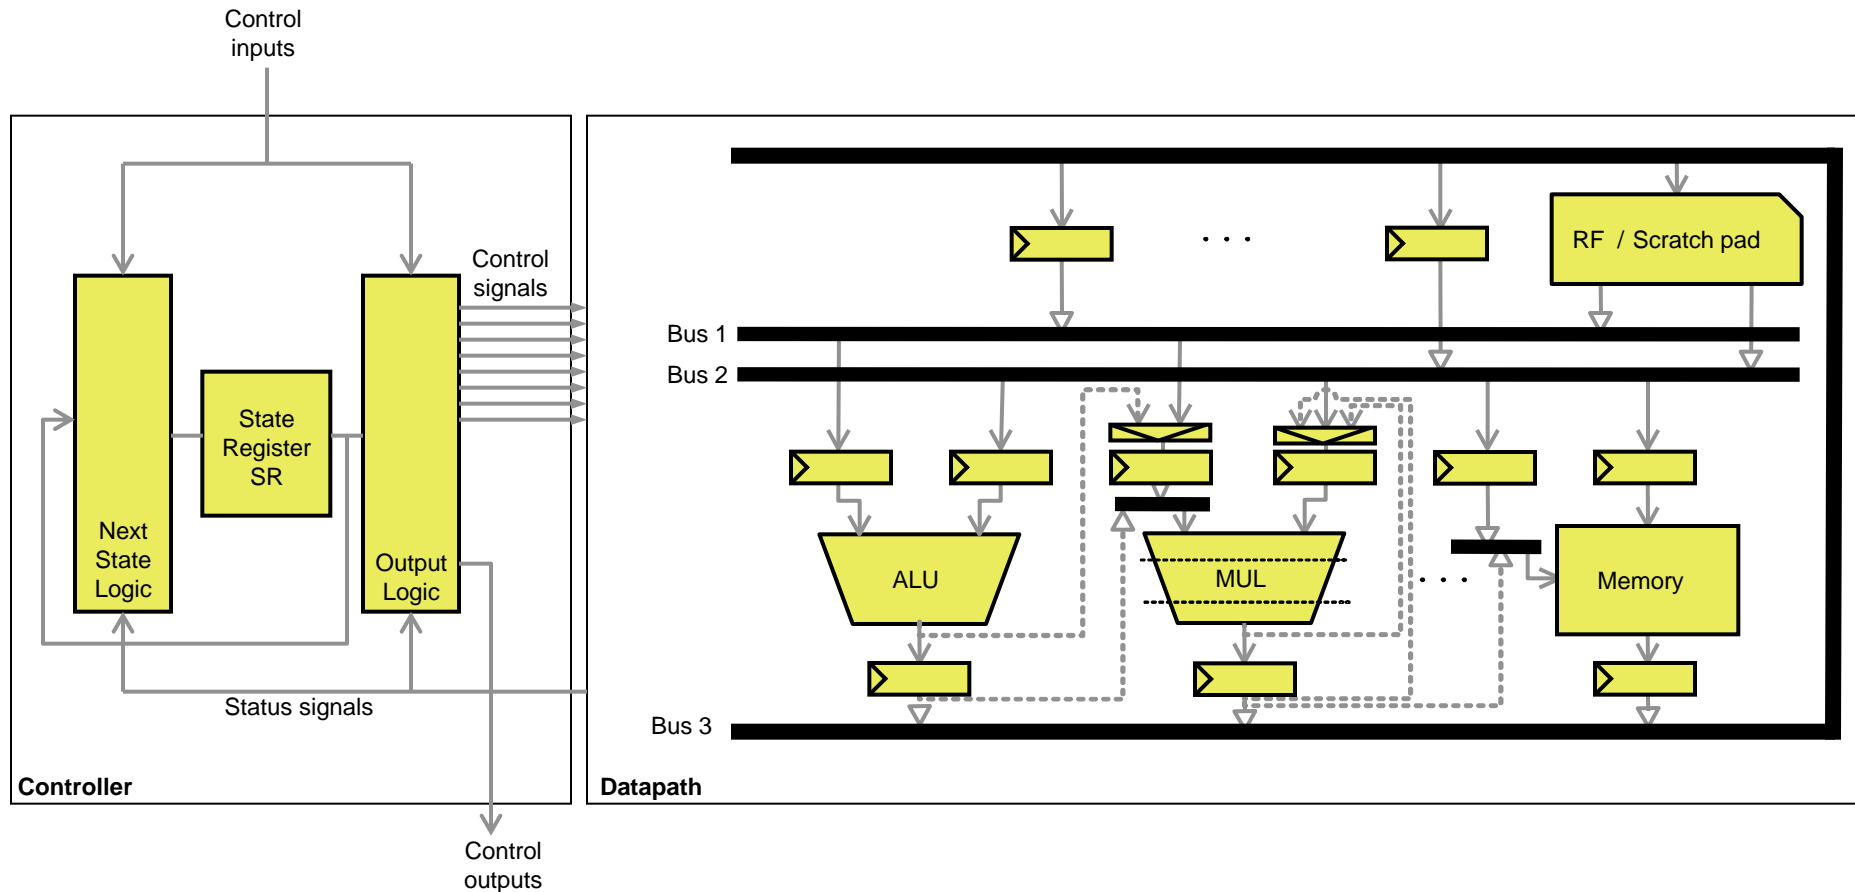 Control
inputs
Control
signals
RF / Scratch pad
. . .
Bus 1
Bus 2
State
Register
SR
Next
State
Logic
Output
Logic
ALU
MUL
. . .
Memory
Status signals
Bus 3
Controller
Datapath
Control
outputs